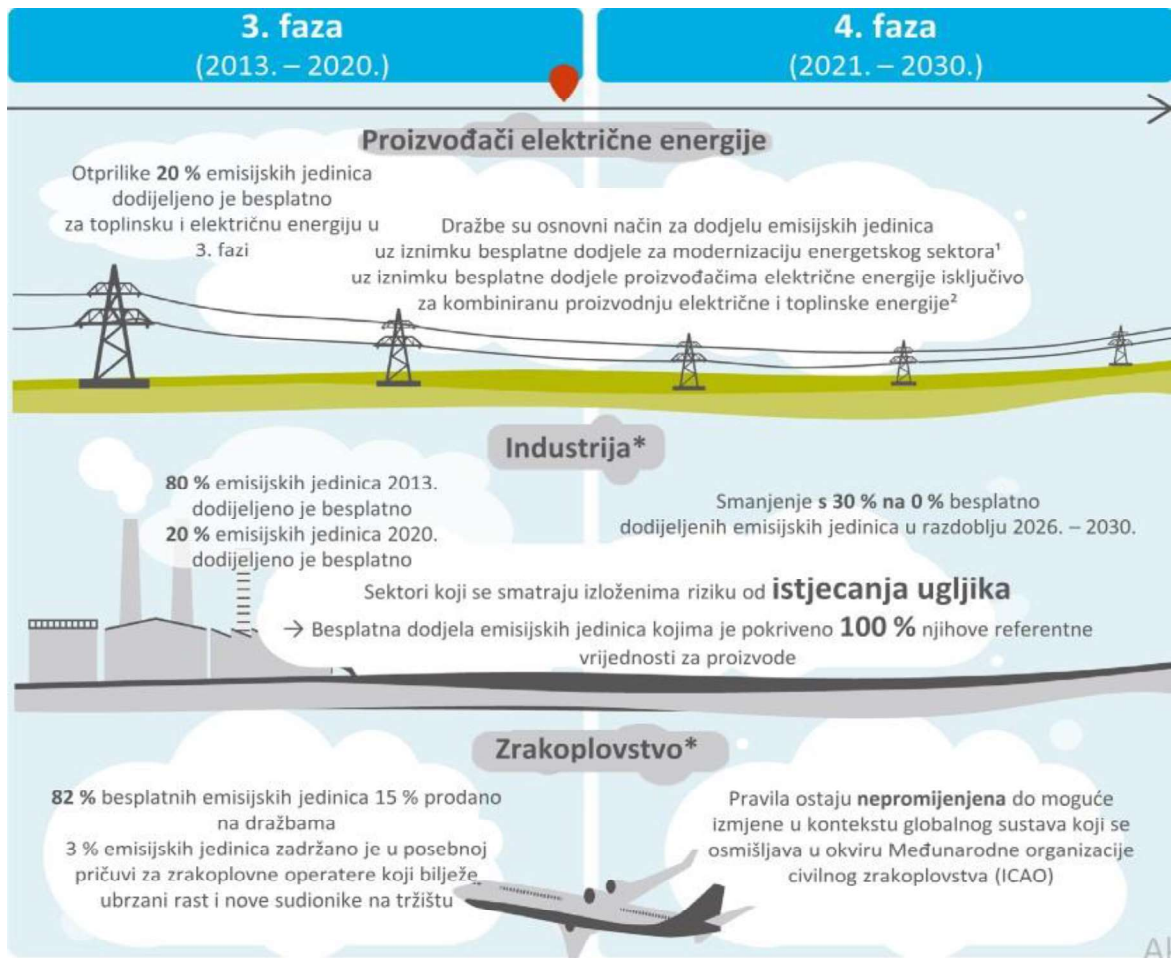 3. faza
(2013. – 2020.)
4. faza
(2021. – 2030.)
Proizvođači električne energije
Otprilike 20 % emisijskih jedinica
dodijeljeno je besplatno
za toplinsku i električnu energiju u
3. fazi
Dražbe su osnovni način za dodjelu emisijskih jedinica
uz iznimku besplatne dodjele za modernizaciju energetskog sektora¹
uz iznimku besplatne dodjele proizvođačima električne energije isključivo
za kombiniranu proizvodnju električne i toplinske energije²
Industrija*
80 % emisijskih jedinica 2013.
dodijeljeno je besplatno
20 % emisijskih jedinica 2020.
dodijeljeno je besplatno
Smanjenje s 30 % na 0 % besplatno
dodijeljenih emisijskih jedinica u razdoblju 2026. – 2030.
Sektori koji se smatraju izloženima riziku od istjecanja ugljika
→ Besplatna dodjela emisijskih jedinica kojima je pokriveno 100 % njihove referentne
vrijednosti za proizvode
Zrakoplovstvo*
82 % besplatnih emisijskih jedinica 15 % prodano
na dražbama
3 % emisijskih jedinica zadržano je u posebnoj
pričuvi za zrakoplovne operatere koji bilježe
ubrzani rast i nove sudionike na tržištu
Pravila ostaju nepromijenjena do moguće
izmjene u kontekstu globalnog sustava koji se
osmišljava u okviru Međunarodne organizacije
civilnog zrakoplovstva (ICAO)